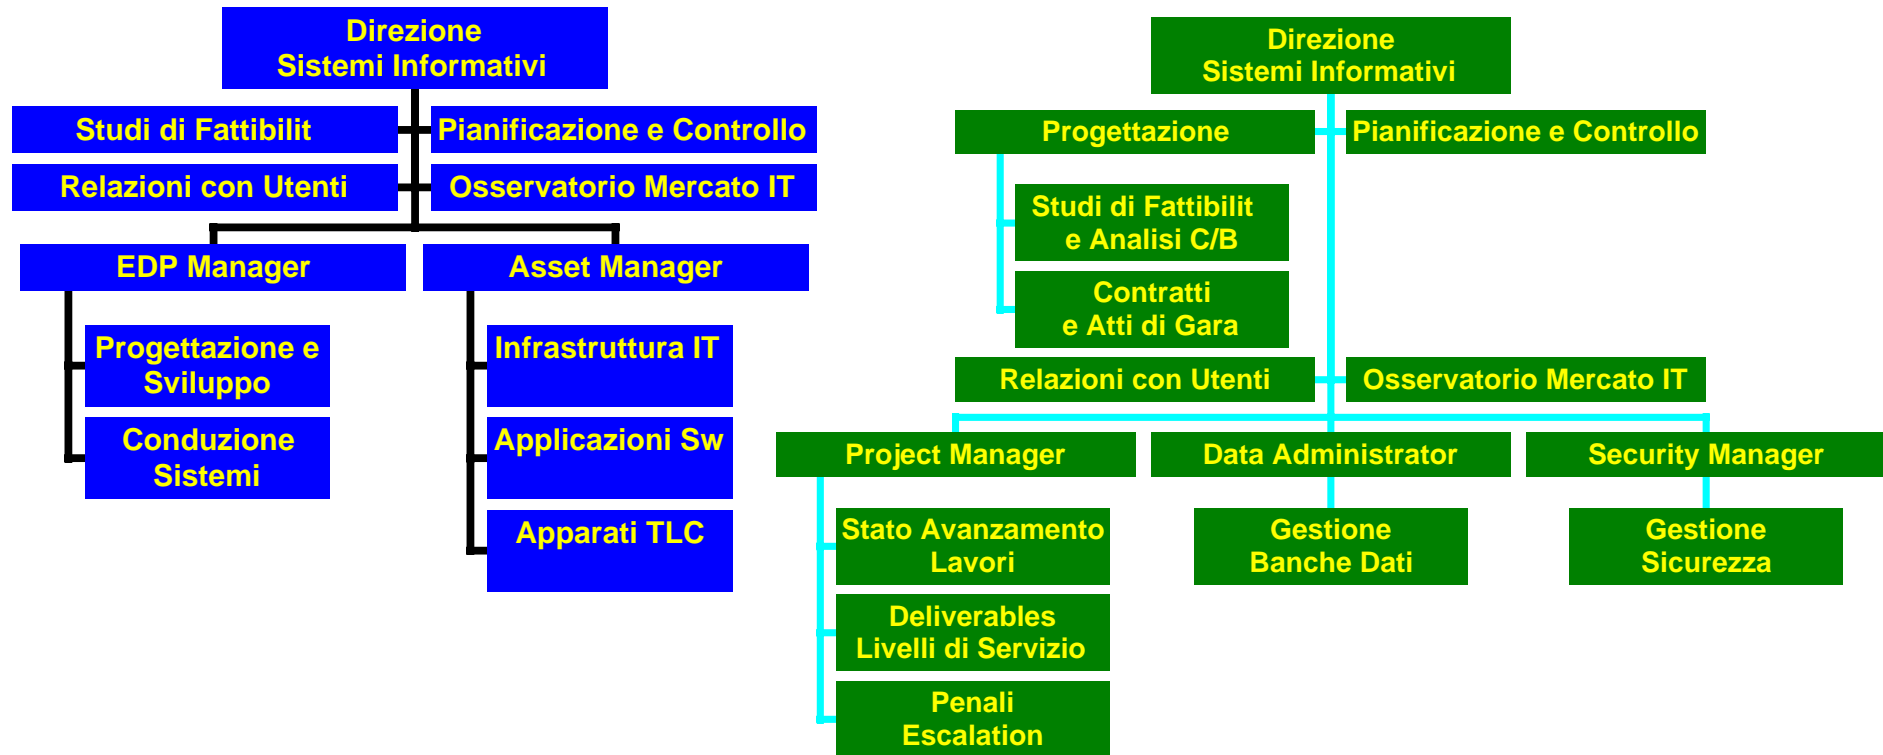 Direzione
Sistemi Informativi
Studi di Fattibilit
Pianificazione e Controllo
Relazioni con Utenti
Osservatorio Mercato IT
EDP Manager
Asset Manager
Progettazione e
Sviluppo
Conduzione
Sistemi
Infrastruttura IT
Applicazioni Sw
Apparati TLC
Direzione
Sistemi Informativi
Progettazione
Pianificazione e Controllo
Studi di Fattibilit
e Analisi C/B
Contratti
e Atti di Gara
Relazioni con Utenti
Osservatorio Mercato IT
Project Manager
Data Administrator
Security Manager
Stato Avanzamento
Lavori
Deliverables
Livelli di Servizio
Penali
Escalation
Gestione
Banche Dati
Gestione
Sicurezza